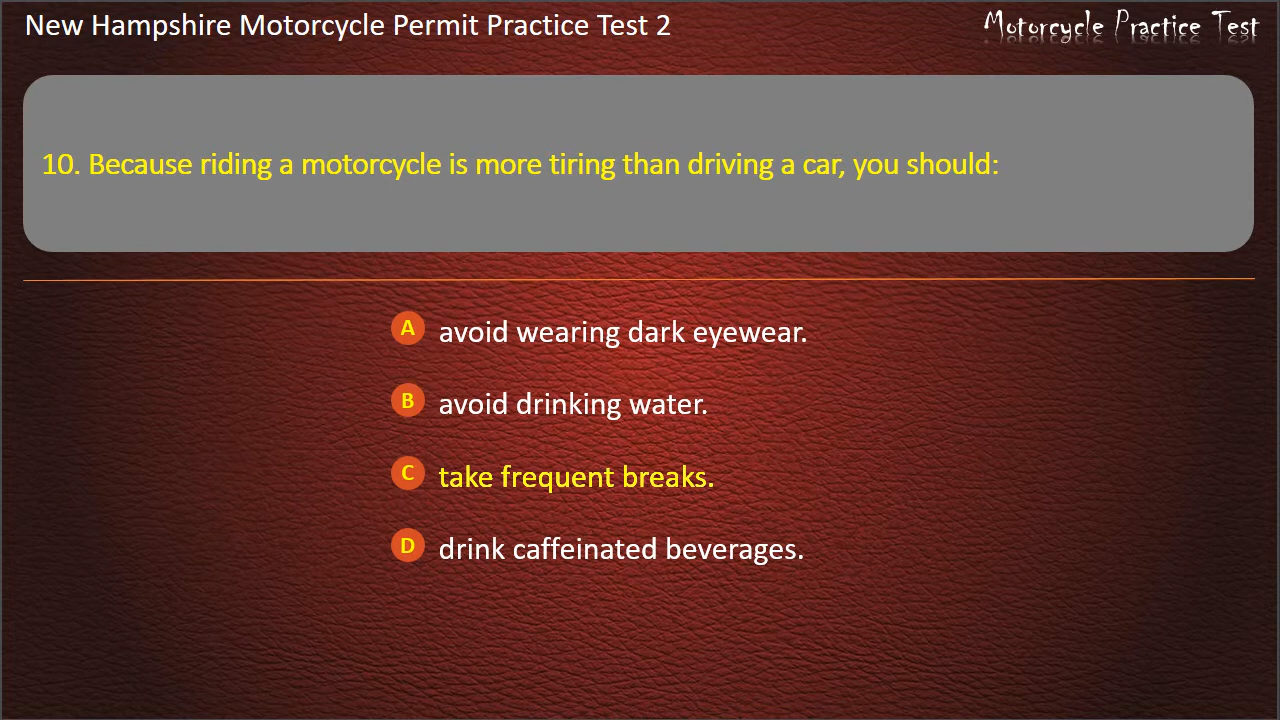 New Hampshire Motorcycle Permit Practice Test 2
Motorcycle Practice Test
10. Because riding a motorcycle is more tiring than driving a car, you should:
A avoid wearing dark eyewear.
B avoid drinking water.
C take frequent breaks.
D drink caffeinated beverages.